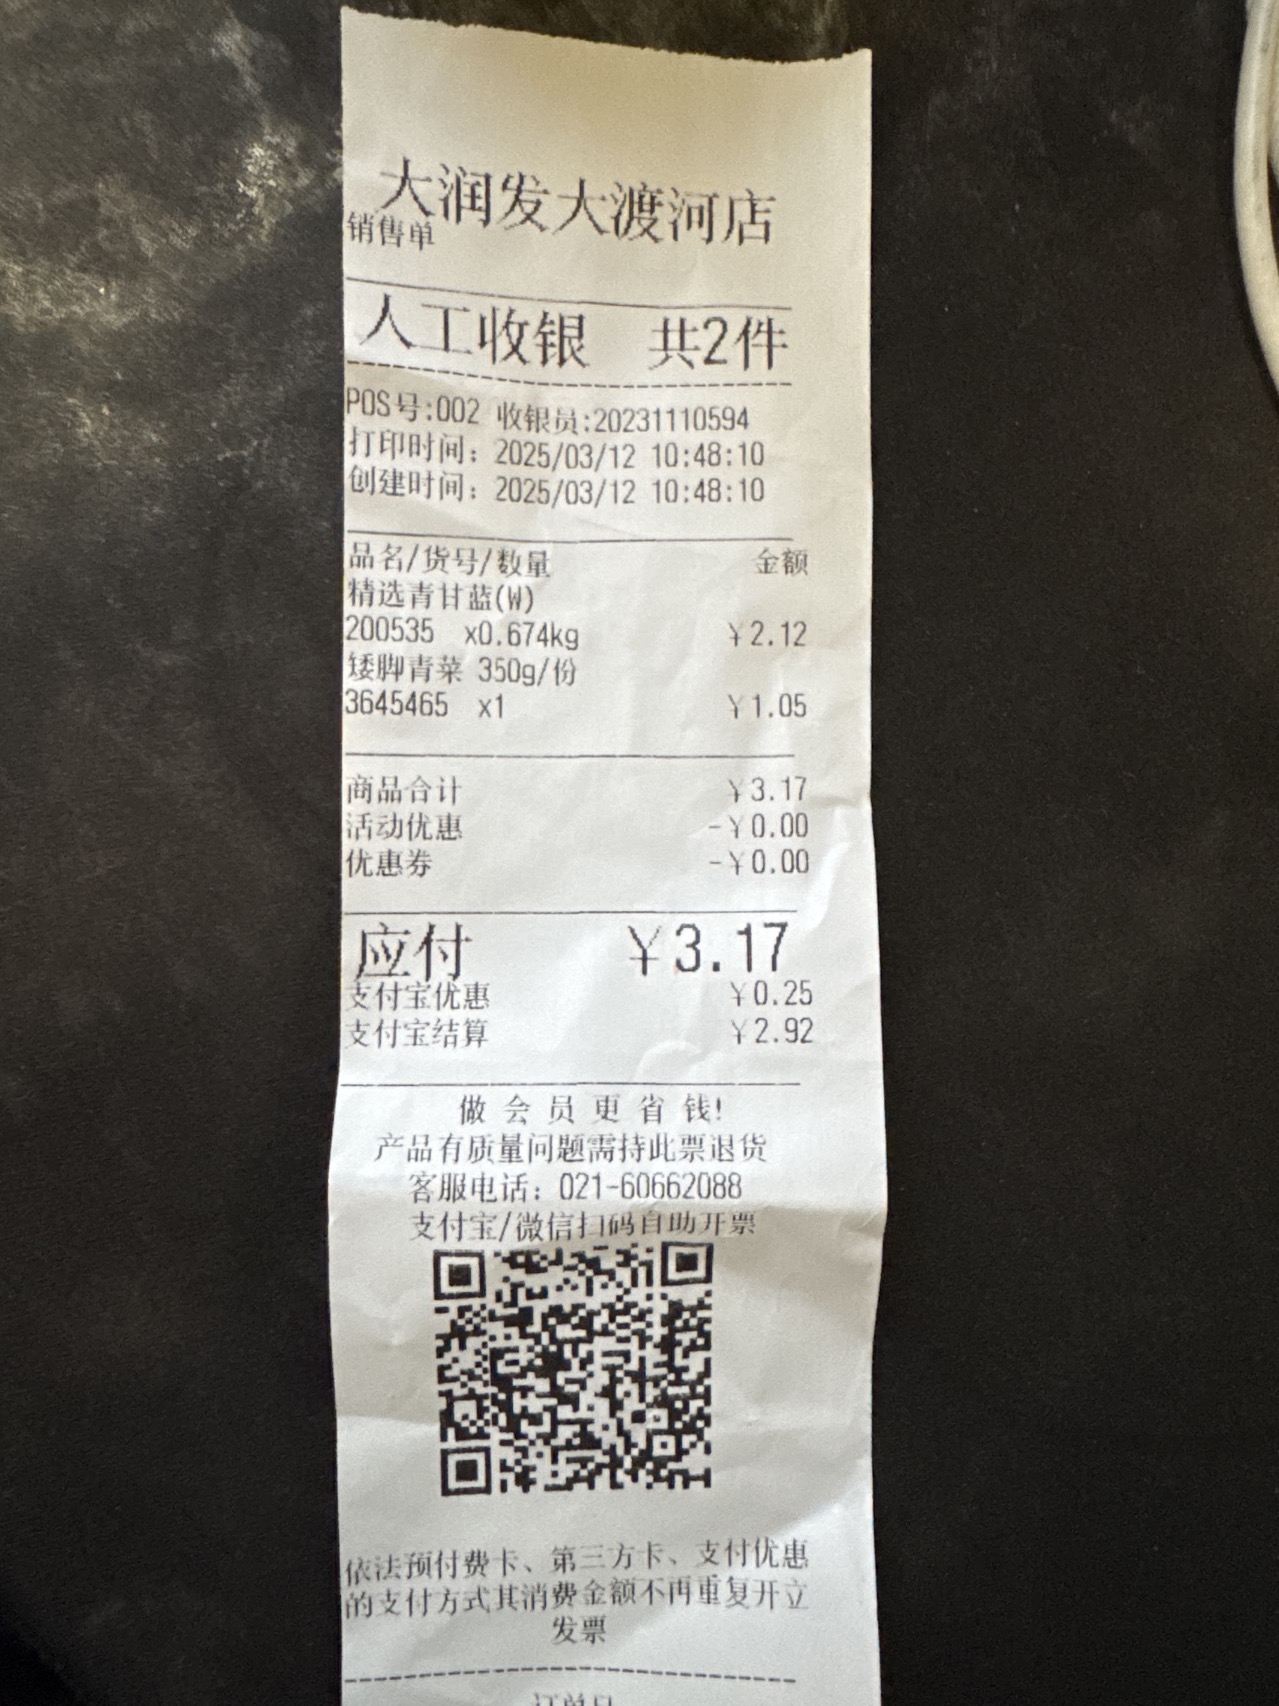 大润发大渡河店
销售单
人工收银 共2件
POS号:002 收银员:20231110594
打印时间: 2025/03/12 10:48:10
创建时间: 2025/03/12 10:48:10
品名/货号/数量 金额
精选青甘蓝(W)
200535 x0.674kg ¥2.12
矮脚青菜 350g/份
3645465 x1 ¥1.05
商品合计 ¥3.17
活动优惠 -¥0.00
优惠券 -¥0.00
应付 ¥3.17
支付宝优惠 ¥0.25
支付宝结算 ¥2.92
做会员更省钱!
产品有质量问题需持此票退货
客服电话: 021-60662088
支付宝/微信扫码自助开票
依法预付费卡、第三方卡、支付优惠
的支付方式其消费金额不再重复开立
发票